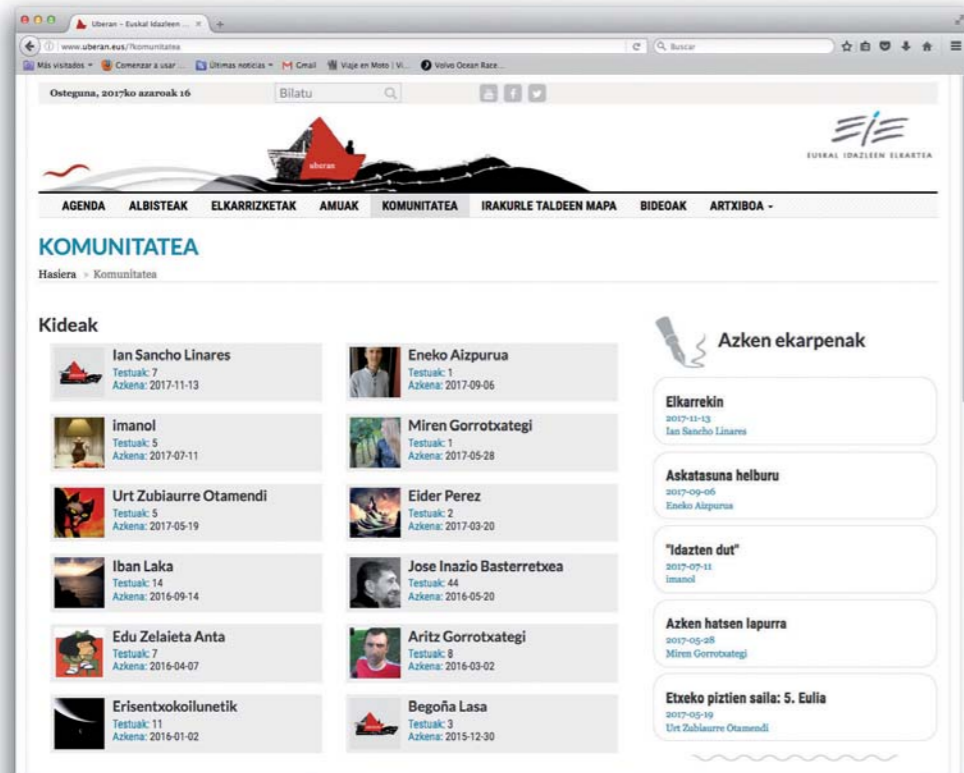 Uberan - Euskal Idazleen ...
www.uberan.eus/?komunitatea
Buscar
Más visitados
Comenzar a usar ...
Últimas noticias
Gmail
Viaje en Moto | Vi...
Volvo Ocean Race...
Osteguna, 2017ko azaroak 16
Bilatu
uberan
EIE
EUSKAL IDAZLEEN ELKARTEA
AGENDA ALBISTEAK ELKARRIZKETAK AMUAK KOMUNITATEA IRAKURLE TALDEEN MAPA BIDEOAK ARTXIBOA
KOMUNITATEA
Hasiera » Komunitatea
Kideak
Ian Sancho Linares
Testuak: 7
Azkena: 2017-11-13
Eneko Aizpurua
Testuak: 1
Azkena: 2017-09-06
imanol
Testuak: 5
Azkena: 2017-07-11
Miren Gorrotxategi
Testuak: 1
Azkena: 2017-05-28
Urt Zubiaurre Otamendi
Testuak: 5
Azkena: 2017-05-19
Eider Perez
Testuak: 2
Azkena: 2017-03-20
Iban Laka
Testuak: 14
Azkena: 2016-09-14
Jose Inazio Basterretxea
Testuak: 44
Azkena: 2016-05-20
Edu Zelaieta Anta
Testuak: 7
Azkena: 2016-04-07
Aritz Gorrotxategi
Testuak: 8
Azkena: 2016-03-02
Erisentxokoilunetik
Testuak: 11
Azkena: 2016-01-02
Begoña Lasa
Testuak: 3
Azkena: 2015-12-30
Azken ekarpenak
Elkarrekin
2017-11-13
Ian Sancho Linares
Askatasuna helburu
2017-09-06
Eneko Aizpurua
"Idazten dut"
2017-07-11
imanol
Azken hatsen lapurra
2017-05-28
Miren Gorrotxategi
Etxeko piztien saila: 5. Eulia
2017-05-19
Urt Zubiaurre Otamendi